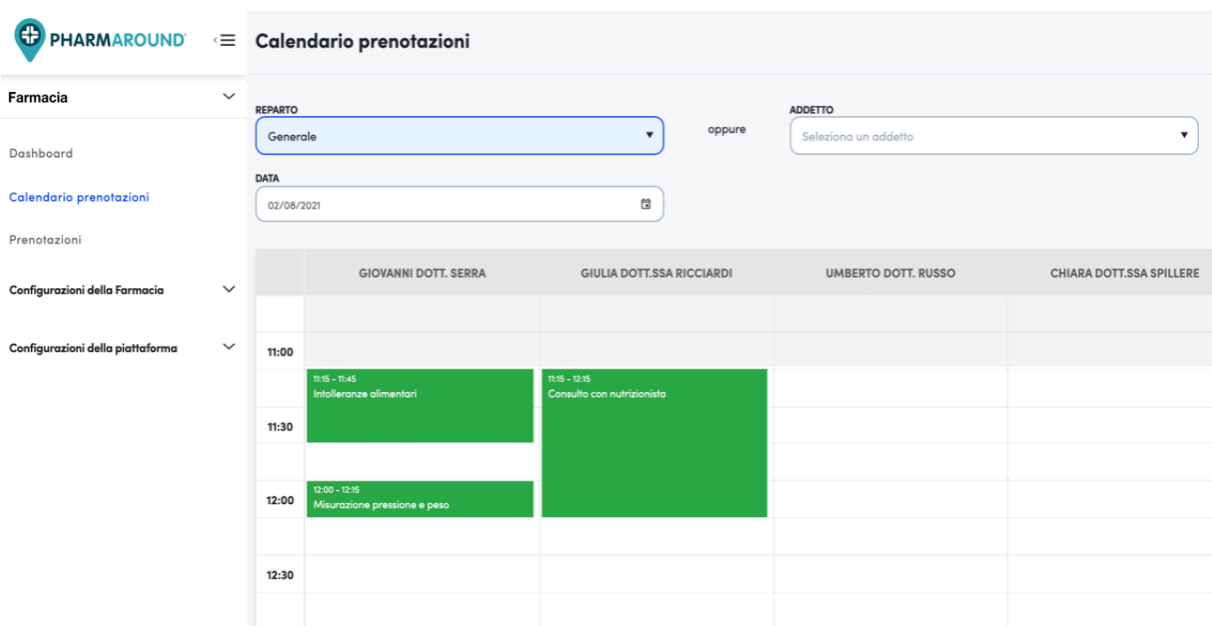 PHARMAROUND
Calendario prenotazioni
Farmacia
REPARTO
Generale
oppure
ADDETTO
Seleziona un addetto
DATA
02/08/2021
Dashboard
Calendario prenotazioni
Prenotazioni
Configurazioni della Farmacia
Configurazioni della piattaforma
GIOVANNI DOTT. SERRA GIULIA DOTT.SSA RICCIARDI UMBERTO DOTT. RUSSO CHIARA DOTT.SSA SPILLERE
11:00
11:15 - 11:45
Intolleranze alimentari
11:15 - 12:15
Consulto con nutrizionista
11:30
12:00
12:00 - 12:15
Misurazione pressione e peso
12:30